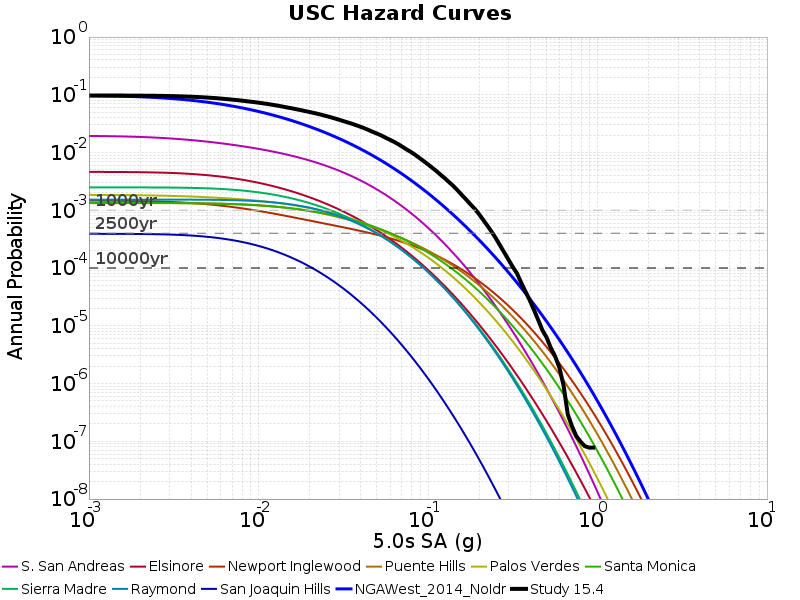 USC Hazard Curves
10^0
10^-1
10^-2
10^-3
10^-4
10^-5
10^-6
10^-7
10^-8
1000yr
2500yr
10000yr
Annual Probability
10^-3 10^-2 10^-1 10^0 10^1
5.0s SA (g)
S. San Andreas Elsinore Newport Inglewood Puente Hills Palos Verdes Santa Monica
Sierra Madre Raymond San Joaquin Hills NGAWest_2014_NoIdr Study 15.4